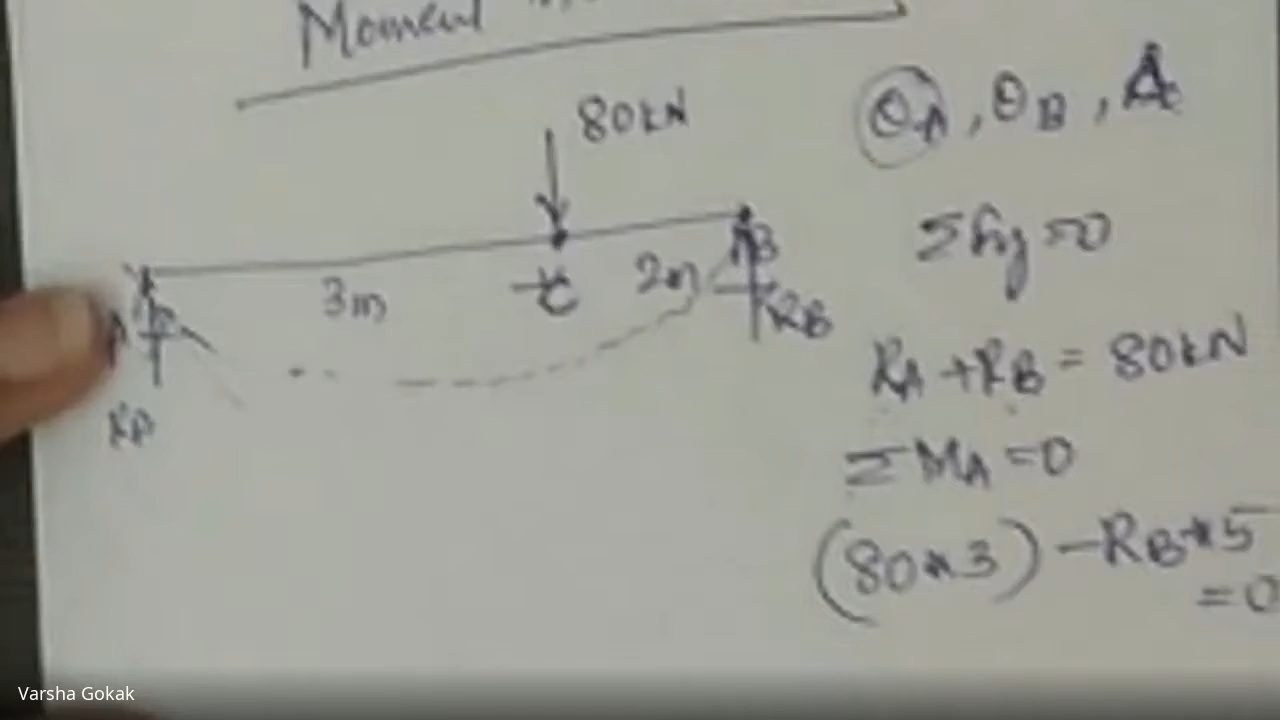 Moment
80kN
θA, θB, Δc
ΣFy=0
3m
C
2m
B
RB
RA+RB = 80kN
RA
ΣMA=0
(80*3) -RB*5
=0
Varsha Gokak